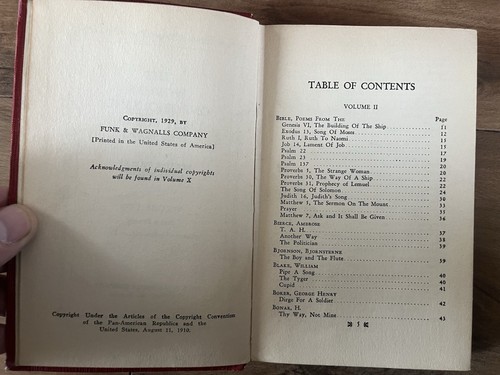 Copyright, 1929, by
FUNK & WAGNALLS COMPANY
[Printed in the United States of America]
Acknowledgments of individual copyrights
will be found in Volume X
Copyright Under the Articles of the Copyright Convention
of the Pan-American Republics and the
United States, August 11, 1910.
TABLE OF CONTENTS
VOLUME II
Bible, Poems From The Page
Genesis VI, The Building Of The Ship 11
Exodus 15, Song Of Moses 12
Ruth I, Ruth To Naomi 14
Job 14, Lament Of Job 15
Psalm 22 17
Psalm 23 19
Psalm 137 20
Proverbs 5, The Strange Woman 20
Proverbs 30, The Way Of A Ship 22
Proverbs 31, Prophecy of Lemuel 22
The Song Of Solomon 24
Judith 16, Judith's Song 30
Matthew 5, The Sermon On The Mount 33
Prayer 35
Matthew 7, Ask and It Shall Be Given 36
Bierce, Ambrose
T. A. H. 37
Another Way 38
The Politician 39
Bjornson, Bjornsterne
The Boy and The Flute 39
Blake, William
Pipe A Song 40
The Tyger 40
Cupid 41
Boker, George Henry
Dirge For A Soldier 42
Bonar, H.
Thy Way, Not Mine 43
5